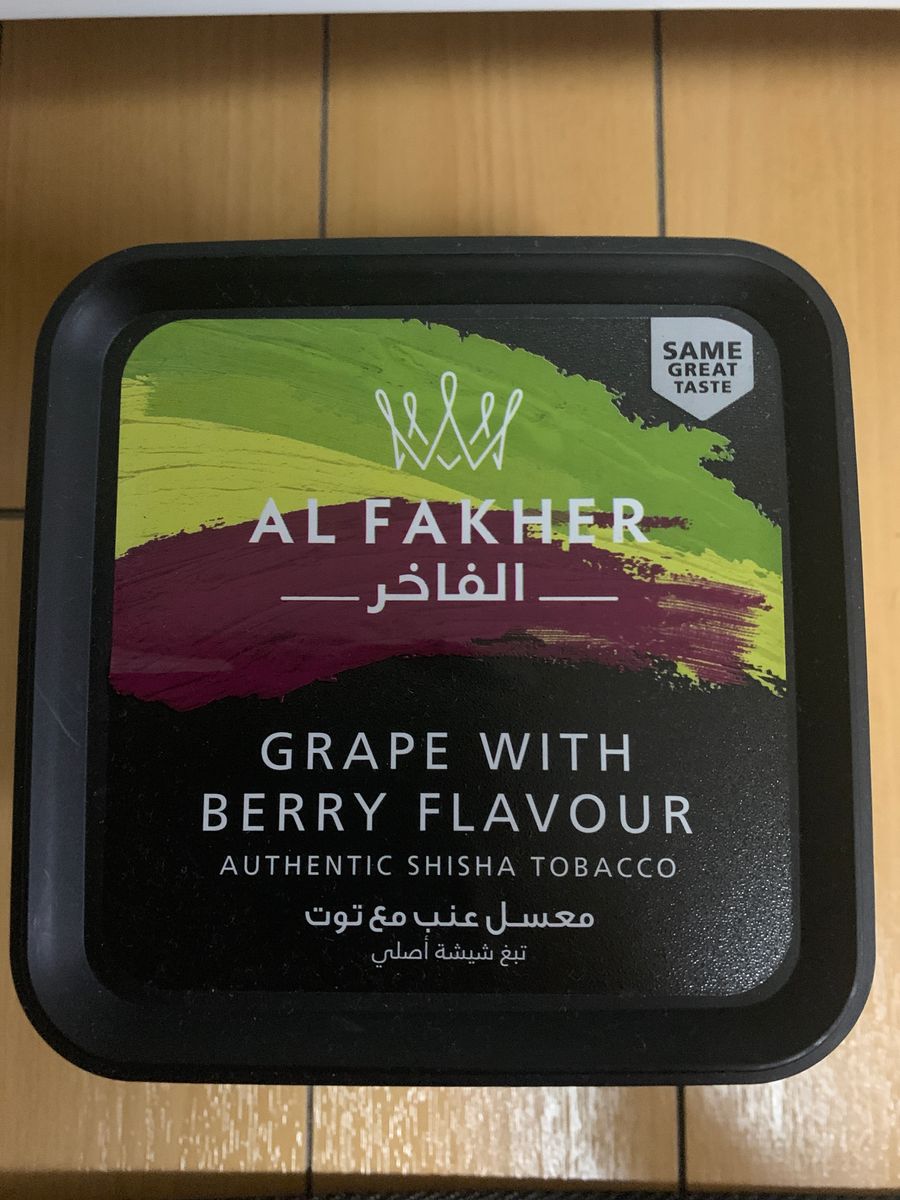 SAME
GREAT
TASTE
AL FAKHER
الفاخر
GRAPE WITH
BERRY FLAVOUR
AUTHENTIC SHISHA TOBACCO
معسل عنب مع توت
تبغ شيشة أصلي